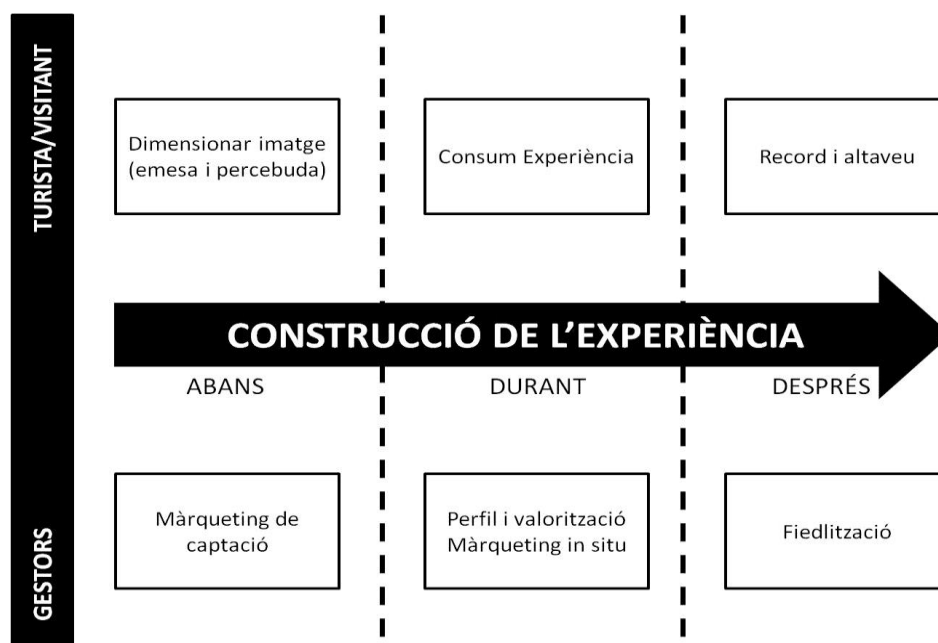 TURISTA/VISITANT
Dimensionar imatge
(emesa i percebuda)
Consum Experiència
Record i altaveu
CONSTRUCCIÓ DE L’EXPERIÈNCIA
ABANS
DURANT
DESPRÉS
GESTORS
Màrqueting de
captació
Perfil i valorització
Màrqueting in situ
Fiedlització